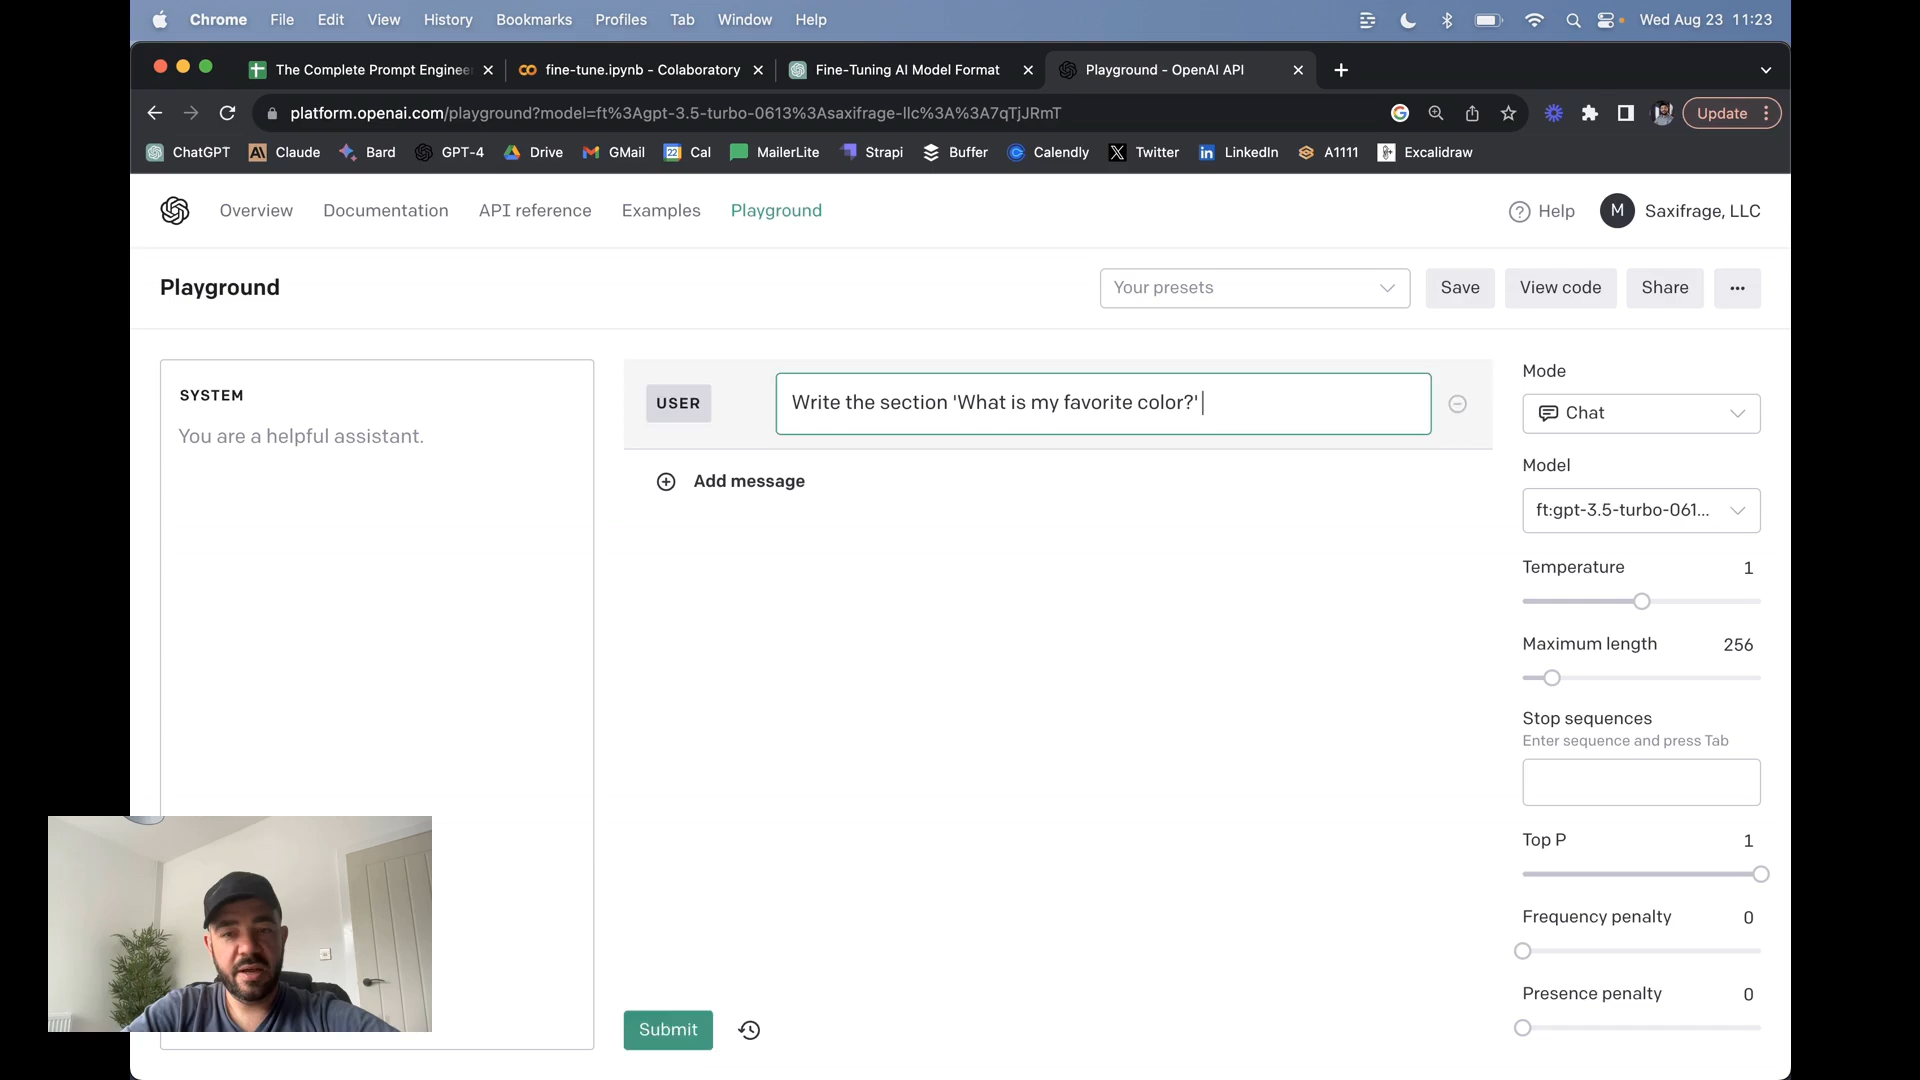 Chrome File Edit View History Bookmarks Profiles Tab Window Help Wed Aug 23 11:23
The Complete Prompt Enginee fine-tune.ipynb - Colaboratory Fine-Tuning AI Model Format Playground - OpenAI API
platform.openai.com/playground?model=ft%3Agpt-3.5-turbo-0613%3Asaxifrage-llc%3A%3A7qTjJRmT Update
ChatGPT Claude Bard GPT-4 Drive GMail 22 Cal MailerLite Strapi Buffer Calendly Twitter LinkedIn A1111 Excalidraw
Overview Documentation API reference Examples Playground Help M Saxifrage, LLC
Playground Your presets Save View code Share ...
SYSTEM
You are a helpful assistant.
USER Write the section 'What is my favorite color?'
Add message
Submit
Mode
Chat
Model
ft:gpt-3.5-turbo-061...
Temperature 1
Maximum length 256
Stop sequences
Enter sequence and press Tab
Top P 1
Frequency penalty 0
Presence penalty 0